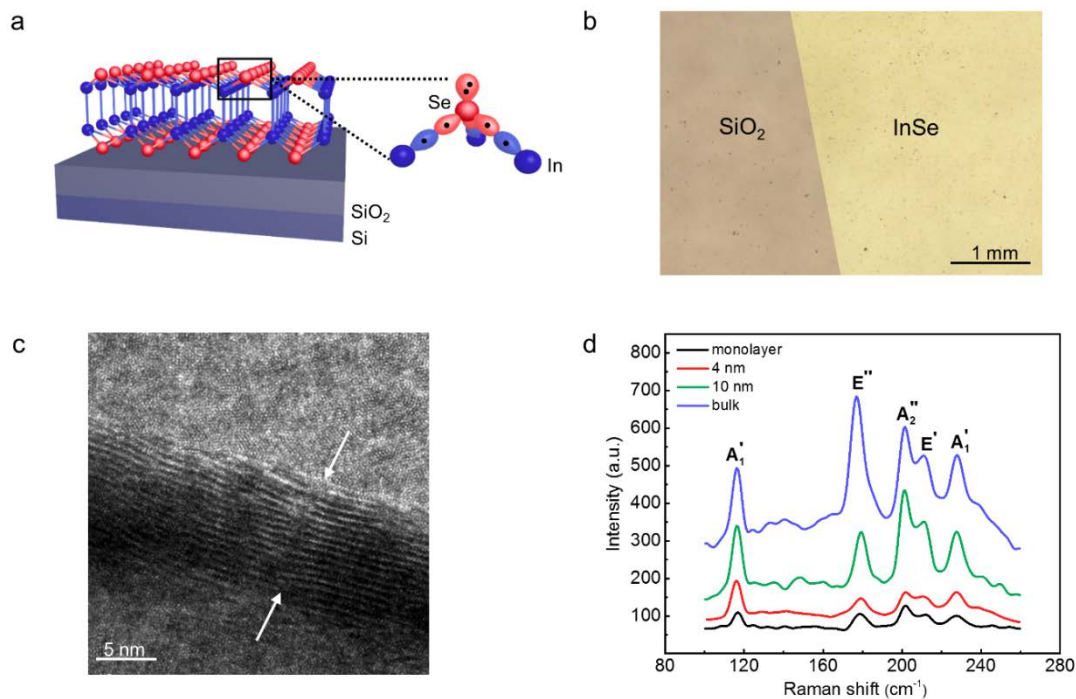 a
Se
In
SiO₂
Si
b
SiO₂
InSe
1 mm
c
5 nm
d
800
700
600
500
400
300
200
100
monolayer
4 nm
10 nm
bulk
A₁'
E''
A₂''
E'
A₁'
80
120
160
200
240
280
Intensity (a.u.)
Raman shift (cm⁻¹)